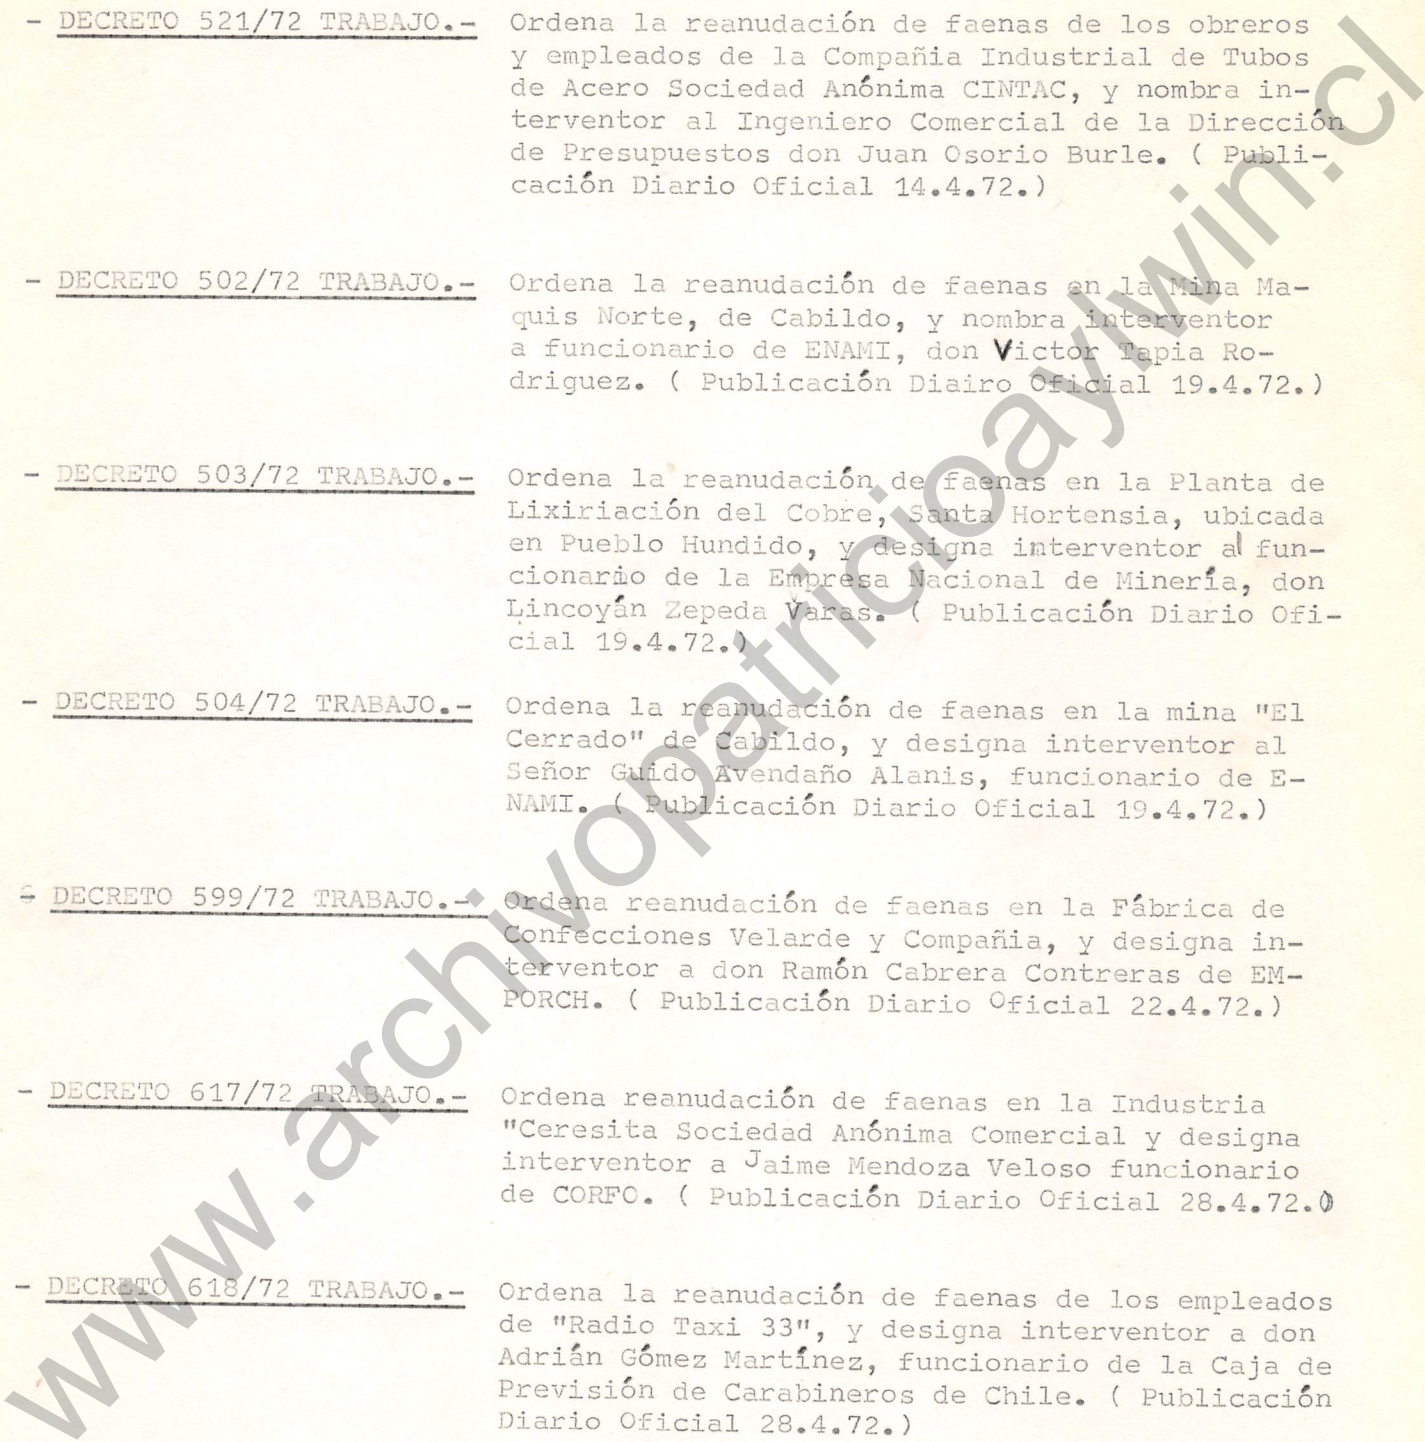 - DECRETO 521/72 TRABAJO.- Ordena la reanudación de faenas de los obreros
y empleados de la Compañia Industrial de Tubos
de Acero Sociedad Anónima CINTAC, y nombra in-
terventor al Ingeniero Comercial de la Dirección
de Presupuestos don Juan Osorio Burle. ( Publi-
cación Diario Oficial 14.4.72.)
- DECRETO 502/72 TRABAJO.- Ordena la reanudación de faenas en la Mina Ma-
quis Norte, de Cabildo, y nombra interventor
a funcionario de ENAMI, don Victor Tapia Ro-
driguez. ( Publicación Diairo Oficial 19.4.72.)
- DECRETO 503/72 TRABAJO.- Ordena la reanudación de faenas en la Planta de
Lixiriación del Cobre, Santa Hortensia, ubicada
en Pueblo Hundido, y designa interventor al fun-
cionario de la Empresa Nacional de Minería, don
Lincoyán Zepeda Varas. ( Publicación Diario Ofi-
cial 19.4.72.)
- DECRETO 504/72 TRABAJO.- Ordena la reanudación de faenas en la mina "El
Cerrado" de Cabildo, y designa interventor al
Señor Guido Avendaño Alanis, funcionario de E-
NAMI. ( Publicación Diario Oficial 19.4.72.)
- DECRETO 599/72 TRABAJO.- Ordena reanudación de faenas en la Fábrica de
Confecciones Velarde y Compañia, y designa in-
terventor a don Ramón Cabrera Contreras de EM-
PORCH. ( Publicación Diario Oficial 22.4.72.)
- DECRETO 617/72 TRABAJO.- Ordena reanudación de faenas en la Industria
"Ceresita Sociedad Anónima Comercial y designa
interventor a Jaime Mendoza Veloso funcionario
de CORFO. ( Publicación Diario Oficial 28.4.72.)
- DECRETO 618/72 TRABAJO.- Ordena la reanudación de faenas de los empleados
de "Radio Taxi 33", y designa interventor a don
Adrián Gómez Martínez, funcionario de la Caja de
Previsión de Carabineros de Chile. ( Publicación
Diario Oficial 28.4.72.)
www.archivopatricioaylwin.cl